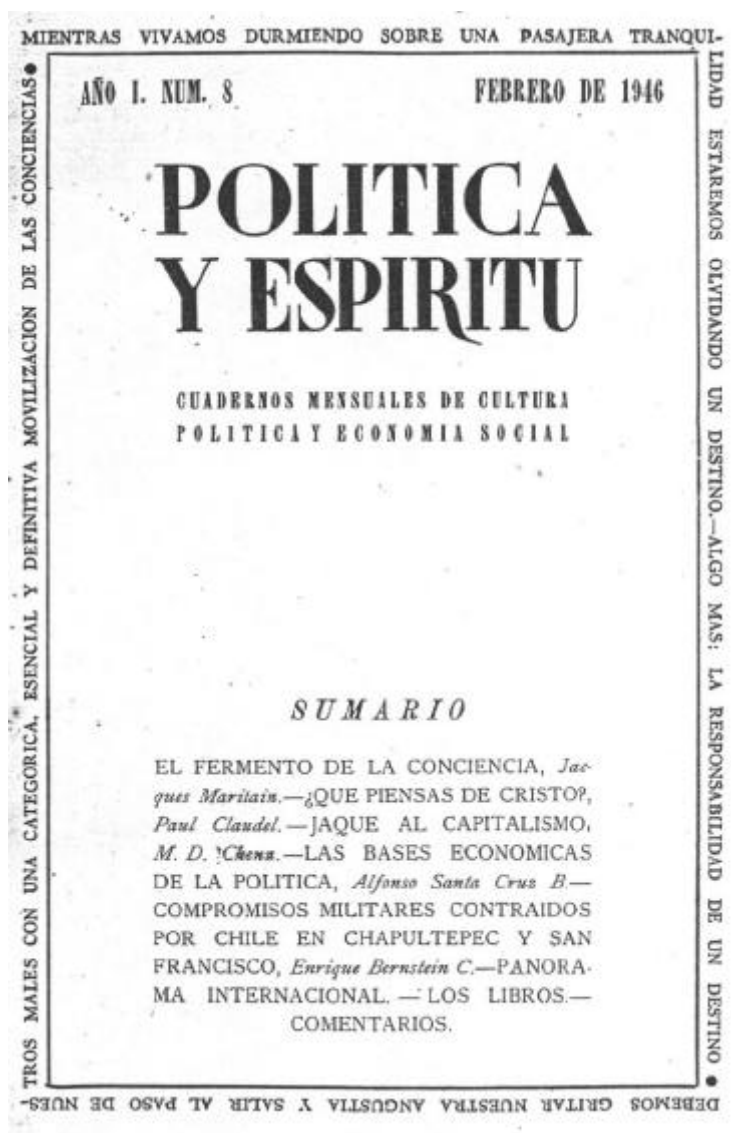 MIENTRAS VIVAMOS DURMIENDO SOBRE UNA PASAJERA TRANQUI-
LIDAD ESTAREMOS OLVIDANDO UN DESTINO.—ALGO MAS: LA RESPONSABILIDAD DE UN DESTINO ●
DEBEMOS GRITAR NUESTRA ANGUSTIA Y SALIR AL PASO DE NUES-
TROS MALES CON UNA CATEGORICA, ESENCIAL Y DEFINITIVA MOVILIZACION DE LAS CONCIENCIAS●
AÑO I. NUM. 8 FEBRERO DE 1946
POLITICA
Y ESPIRITU
CUADERNOS MENSUALES DE CULTURA
POLITICA Y ECONOMIA SOCIAL
SUMARIO
EL FERMENTO DE LA CONCIENCIA, Jac-
ques Maritain.—¿QUE PIENSAS DE CRISTO?,
Paul Claudel.—JAQUE AL CAPITALISMO,
M. D. Chenu.—LAS BASES ECONOMICAS
DE LA POLITICA, Alfonso Santa Cruz B.—
COMPROMISOS MILITARES CONTRAIDOS
POR CHILE EN CHAPULTEPEC Y SAN
FRANCISCO, Enrique Bernstein C.—PANORA-
MA INTERNACIONAL.—LOS LIBROS.—
COMENTARIOS.